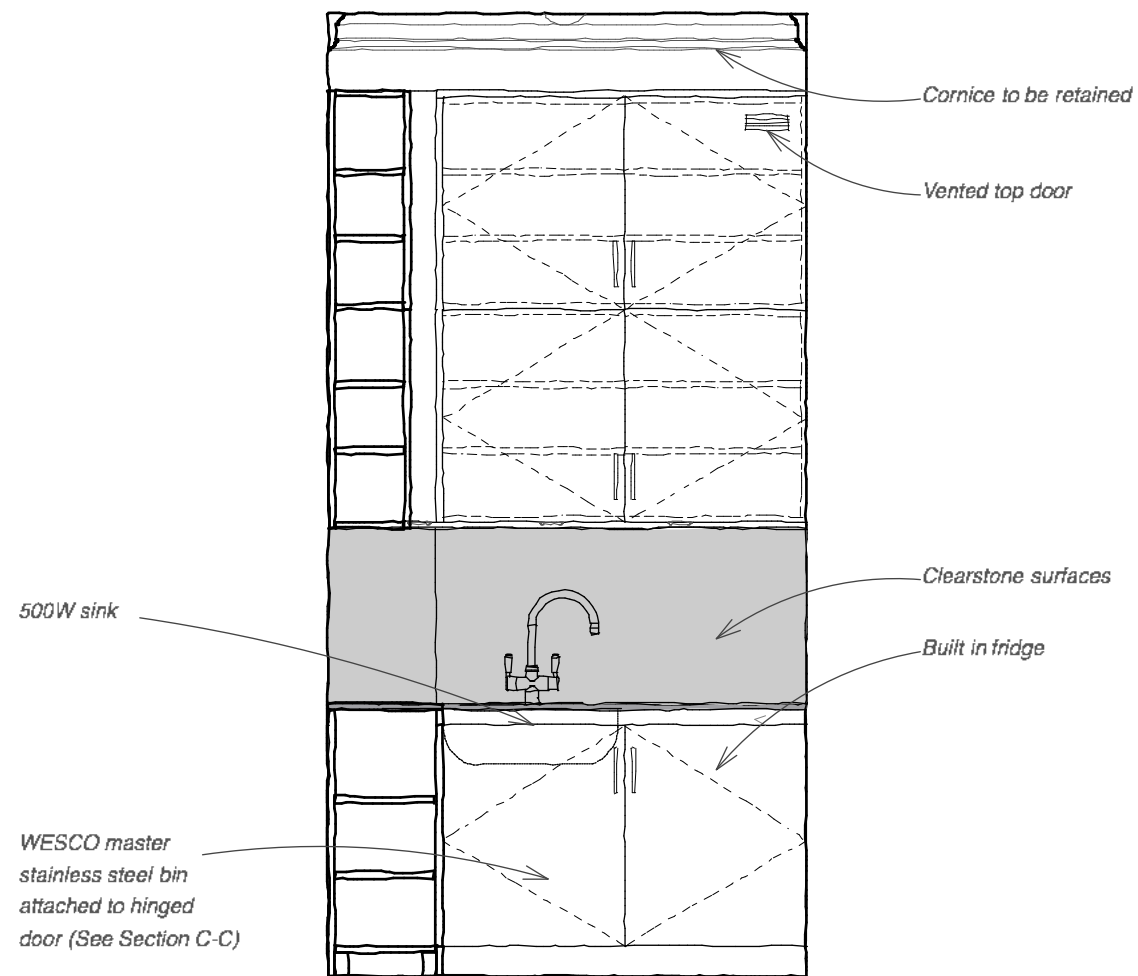 Cornice to be retained
Vented top door
Clearstone surfaces
500W sink
Built in fridge
WESCO master
stainless steel bin
attached to hinged
door (See Section C-C)